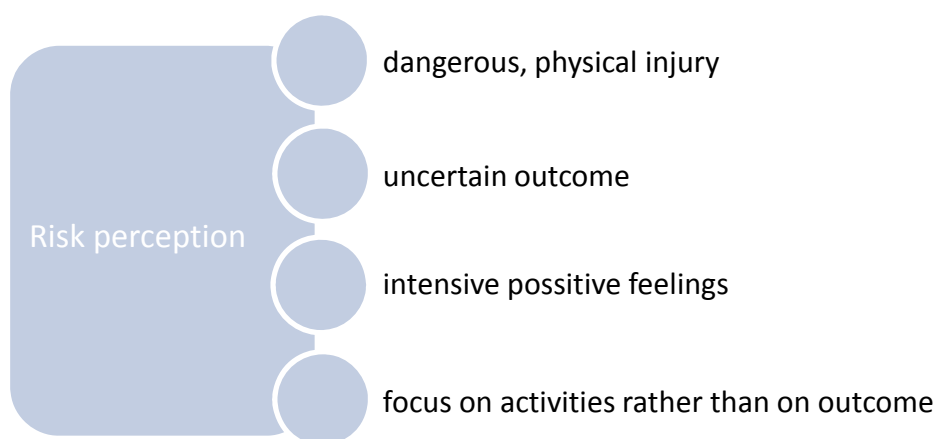 dangerous, physical injury
uncertain outcome
Risk perception
intensive possitive feelings
focus on activities rather than on outcome